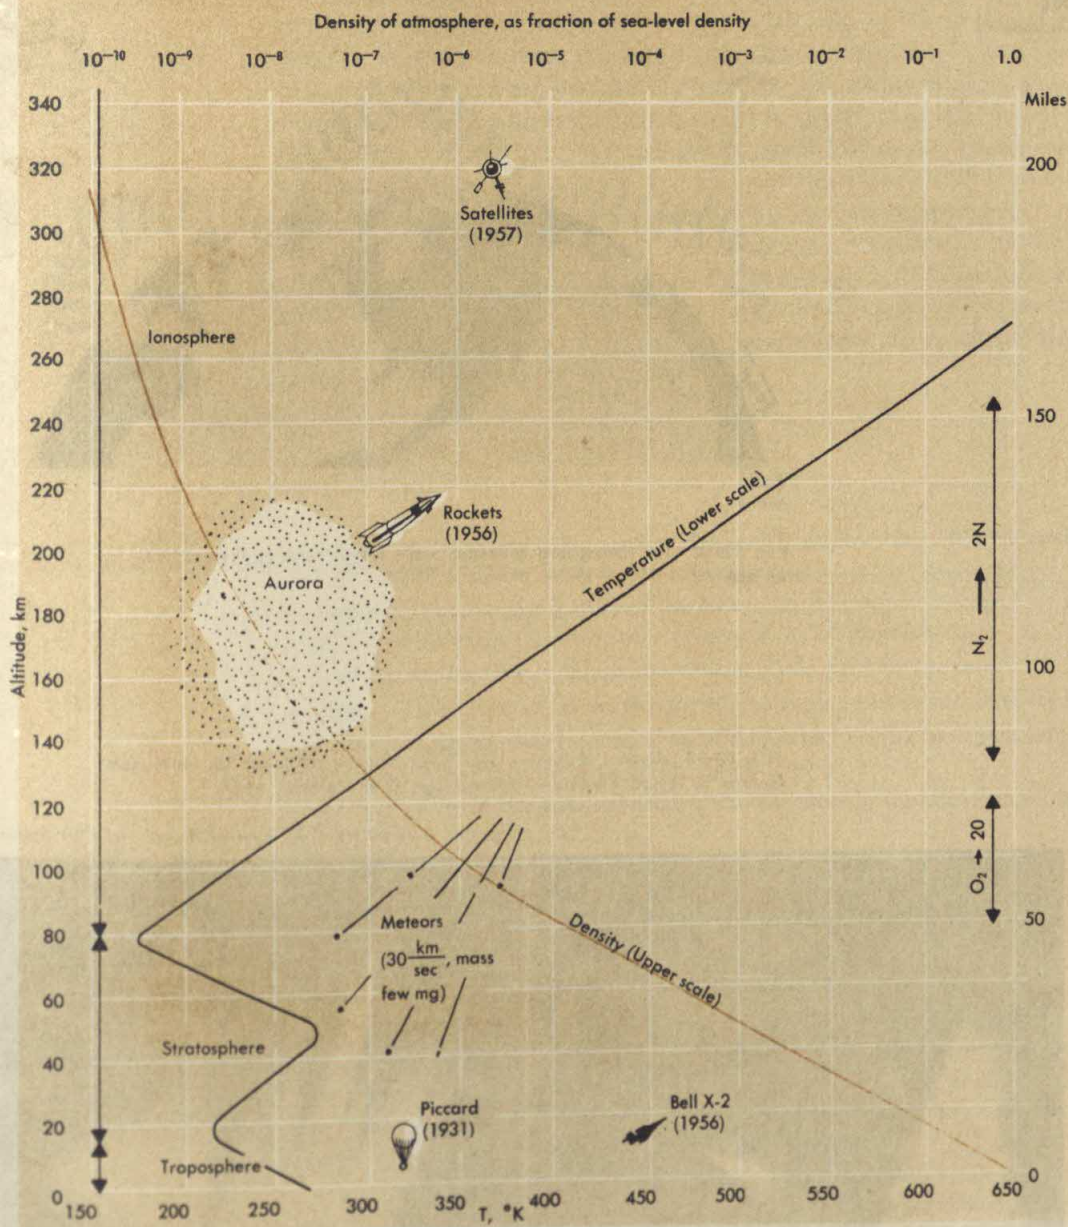 Density of atmosphere, as fraction of sea-level density
10⁻¹⁰ 10⁻⁹ 10⁻⁸ 10⁻⁷ 10⁻⁶ 10⁻⁵ 10⁻⁴ 10⁻³ 10⁻² 10⁻¹ 1.0
340
320
300
280
260
240
220
200
180
160
140
120
100
80
60
40
20
0
Altitude, km
Miles
200
150
100
50
0
Satellites
(1957)
Ionosphere
Rockets
(1956)
Aurora
Temperature (Lower scale)
N₂ → 2N
O₂ → 20
Meteors
(30 km/sec, mass
few mg)
Density (Upper scale)
Stratosphere
Piccard
(1931)
Bell X-2
(1956)
Troposphere
150 200 250 300 350 400 450 500 550 600 650
T, °K